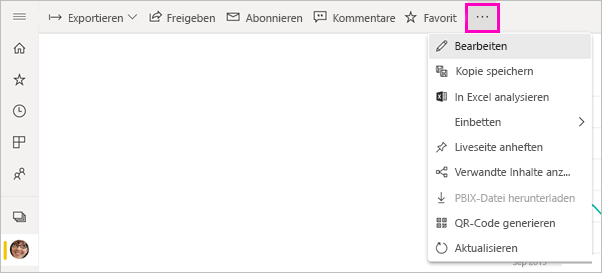 Exportieren Freigeben Abonnieren Kommentare Favorit ...
Bearbeiten
Kopie speichern
In Excel analysieren
Einbetten
Liveseite anheften
Verwandte Inhalte anz...
PBIX-Datei herunterladen
QR-Code generieren
Aktualisieren